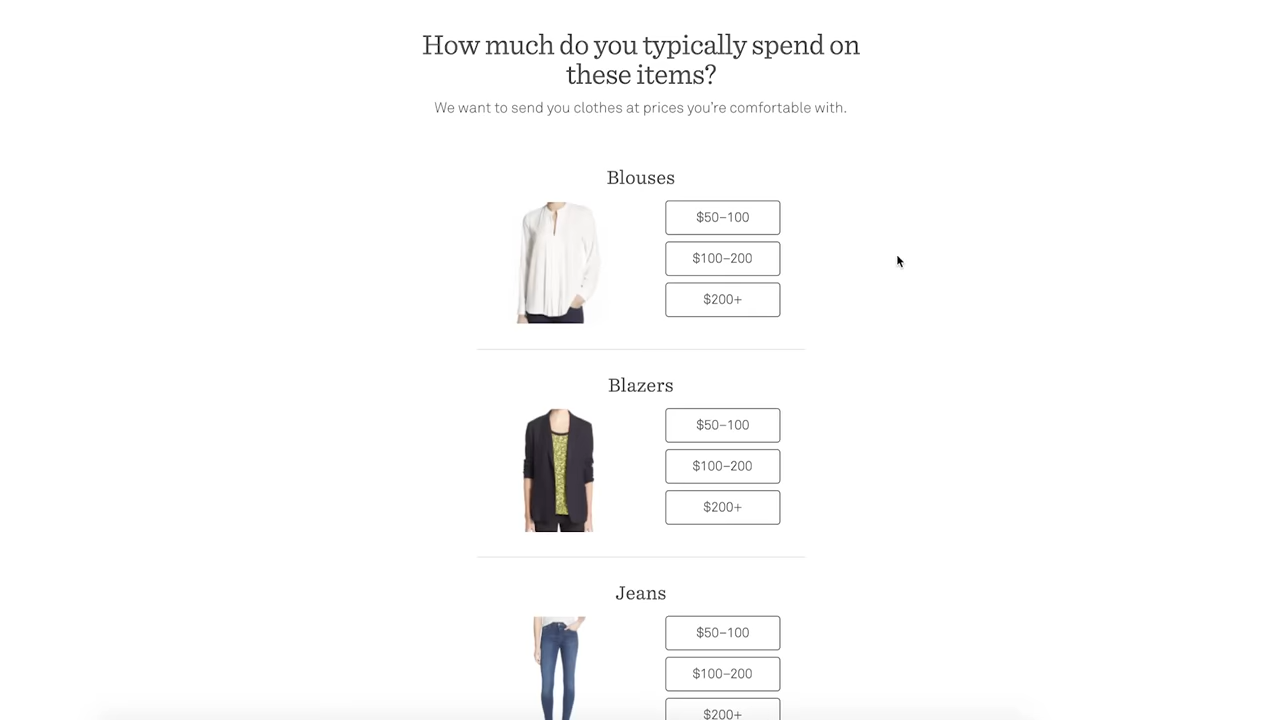 How much do you typically spend on
these items?
We want to send you clothes at prices you're comfortable with.
Blouses
$50–100
$100–200
$200+
Blazers
$50–100
$100–200
$200+
Jeans
$50–100
$100–200
$200+